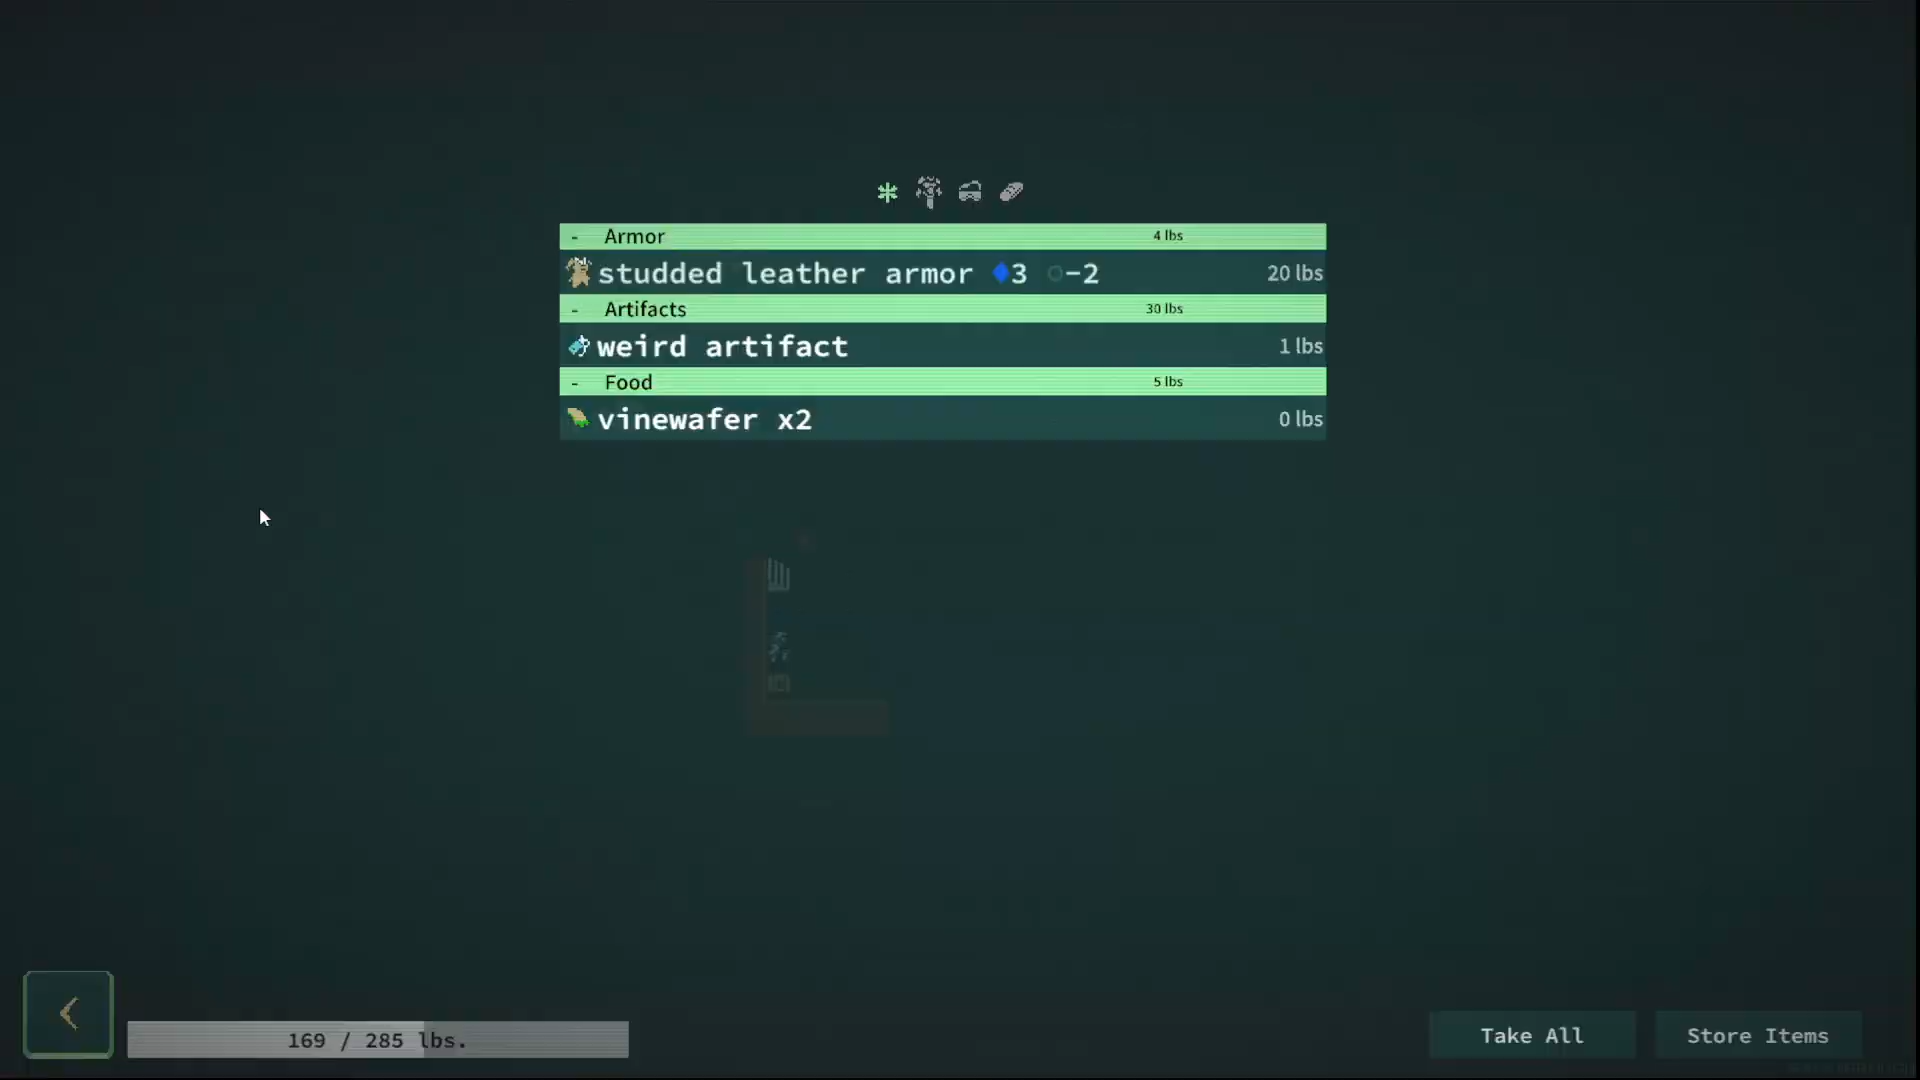 - Armor 4 lbs
studded leather armor ♦3 ○-2 20 lbs
- Artifacts 30 lbs
weird artifact 1 lbs
- Food 5 lbs
vinewafer x2 0 lbs
169 / 285 lbs.
Take All Store Items